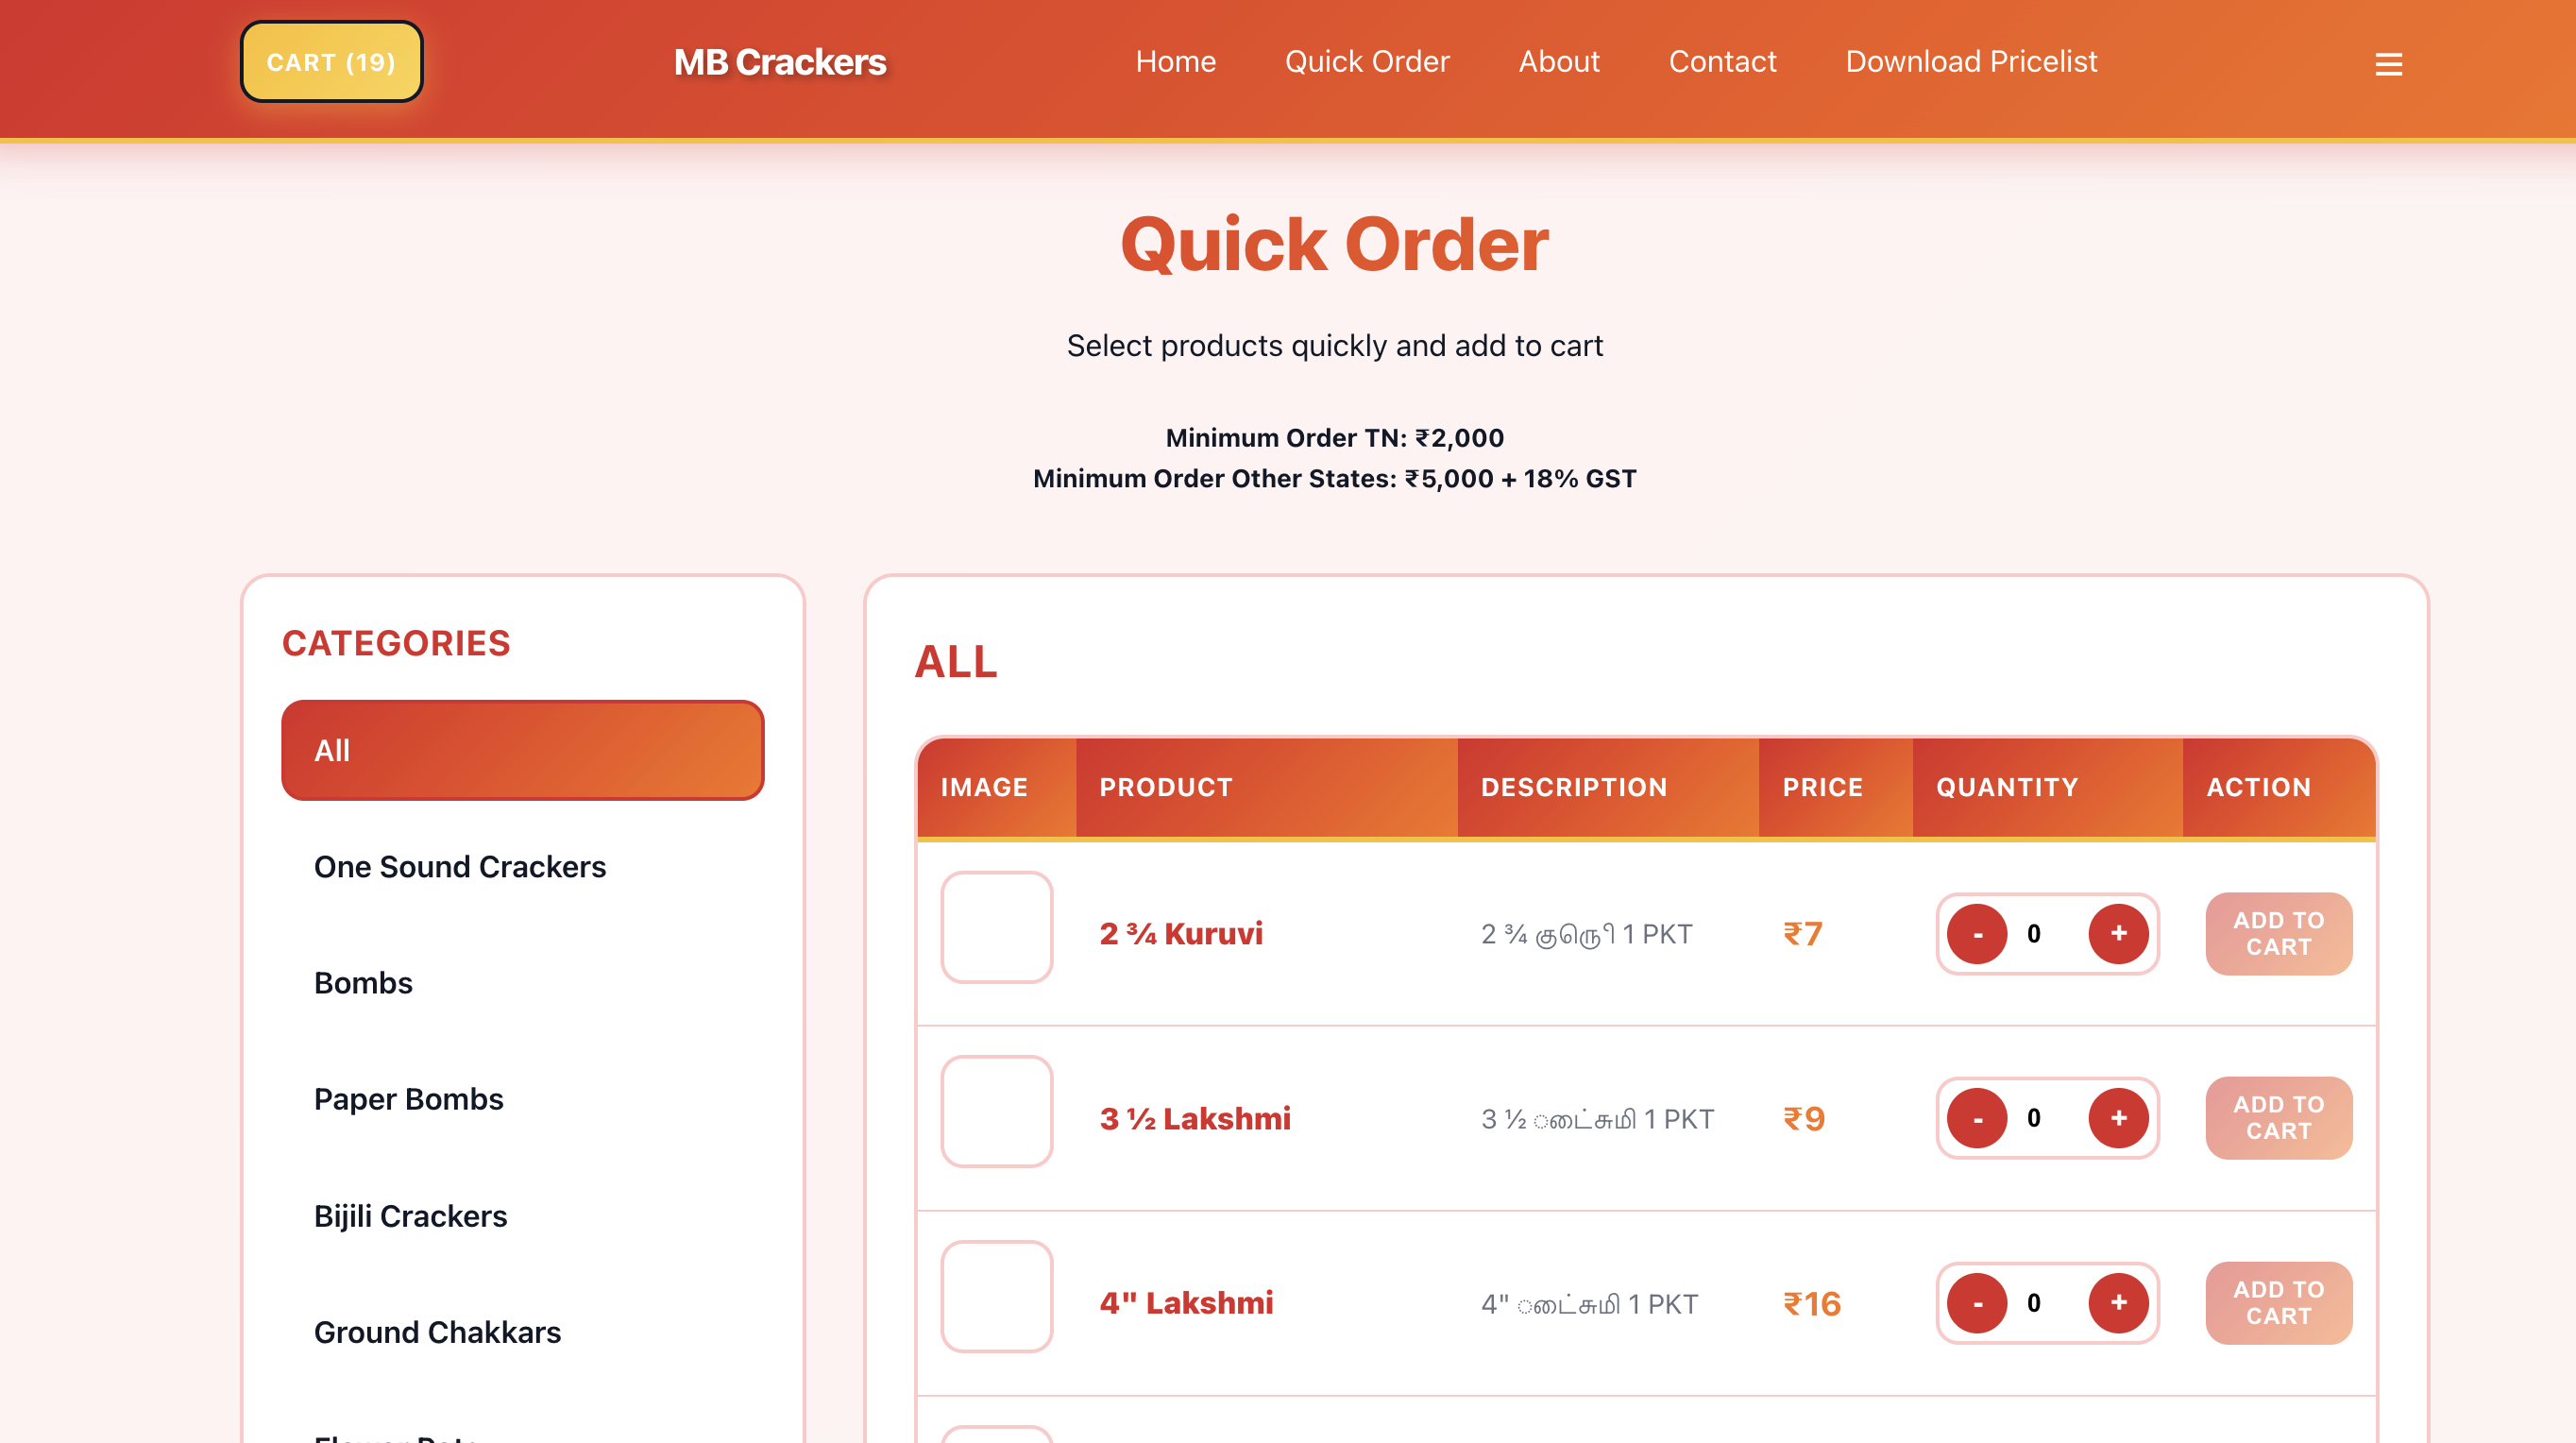 CART (19)
MB Crackers
Home
Quick Order
About
Contact
Download Pricelist
Quick Order
Select products quickly and add to cart
Minimum Order TN: ₹2,000
Minimum Order Other States: ₹5,000 + 18% GST
CATEGORIES
All
One Sound Crackers
Bombs
Paper Bombs
Bijili Crackers
Ground Chakkars
ALL
IMAGE PRODUCT DESCRIPTION PRICE QUANTITY ACTION
2 ¾ Kuruvi
2 ¾ 1 PKT
₹7
- 0 +
ADD TO
CART
3 ½ Lakshmi
3 ½ 1 PKT
₹9
- 0 +
ADD TO
CART
4" Lakshmi
4" 1 PKT
₹16
- 0 +
ADD TO
CART